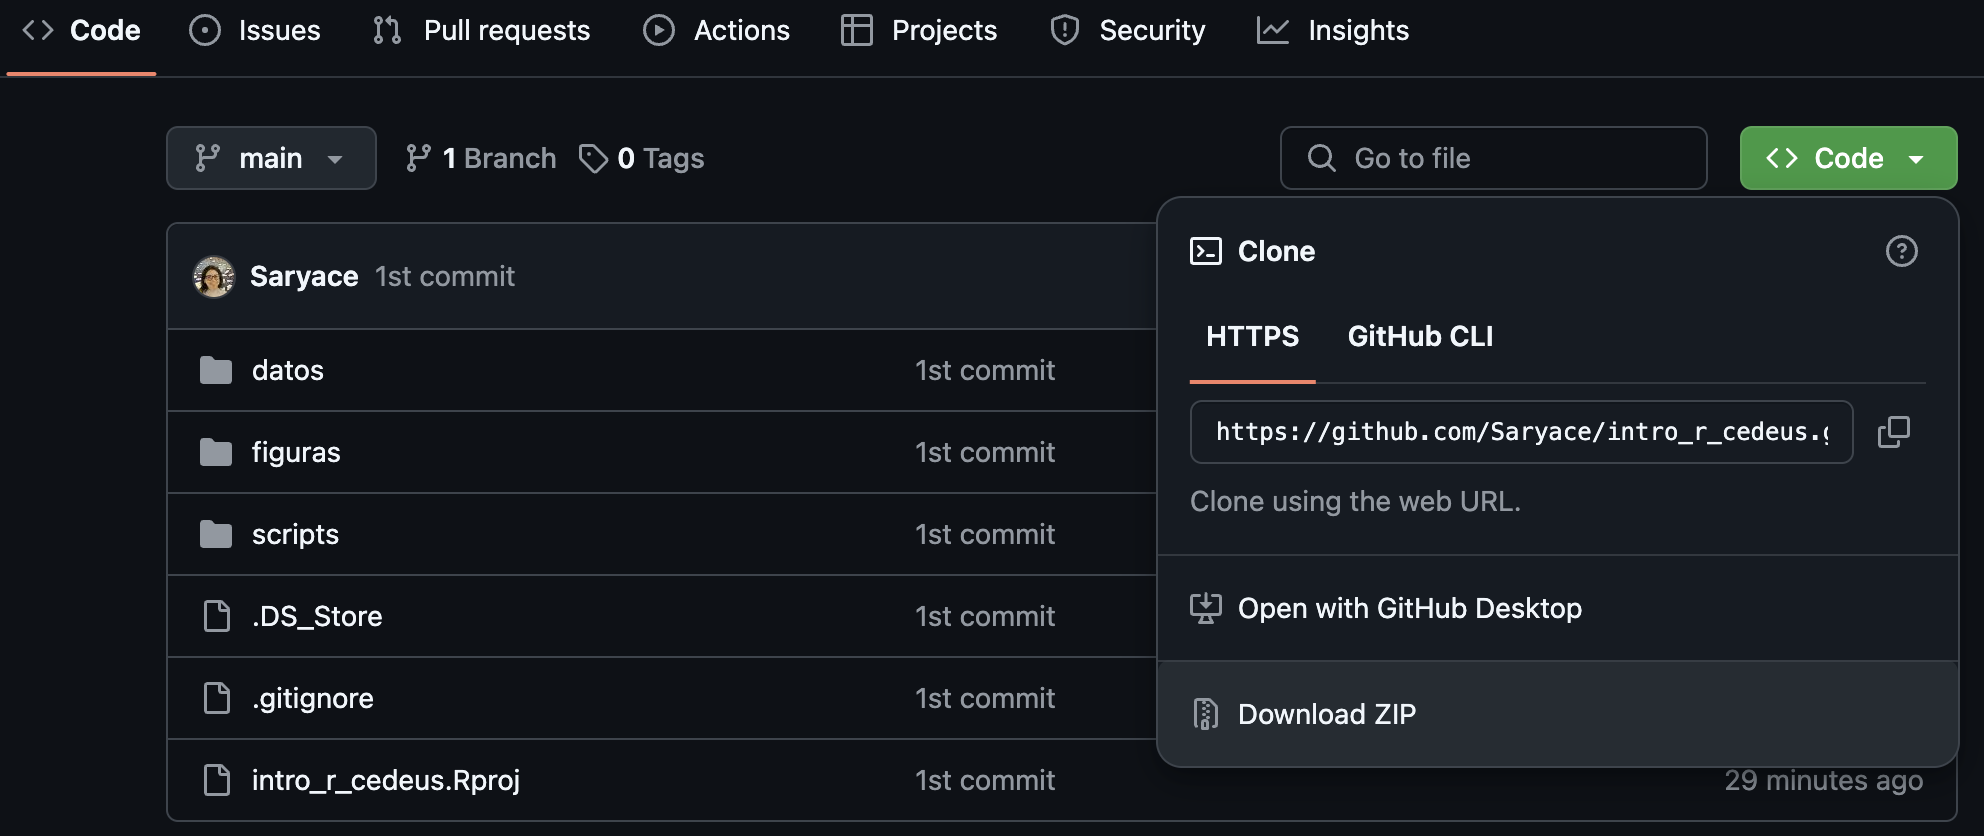 Code Issues Pull requests Actions Projects Security Insights
main 1 Branch 0 Tags Go to file Code
Saryace 1st commit
datos 1st commit
figuras 1st commit
scripts 1st commit
.DS_Store 1st commit
.gitignore 1st commit
intro_r_cedeus.Rproj 1st commit 29 minutes ago
Clone
HTTPS GitHub CLI
https://github.com/Saryace/intro_r_cedeus.g
Clone using the web URL.
Open with GitHub Desktop
Download ZIP